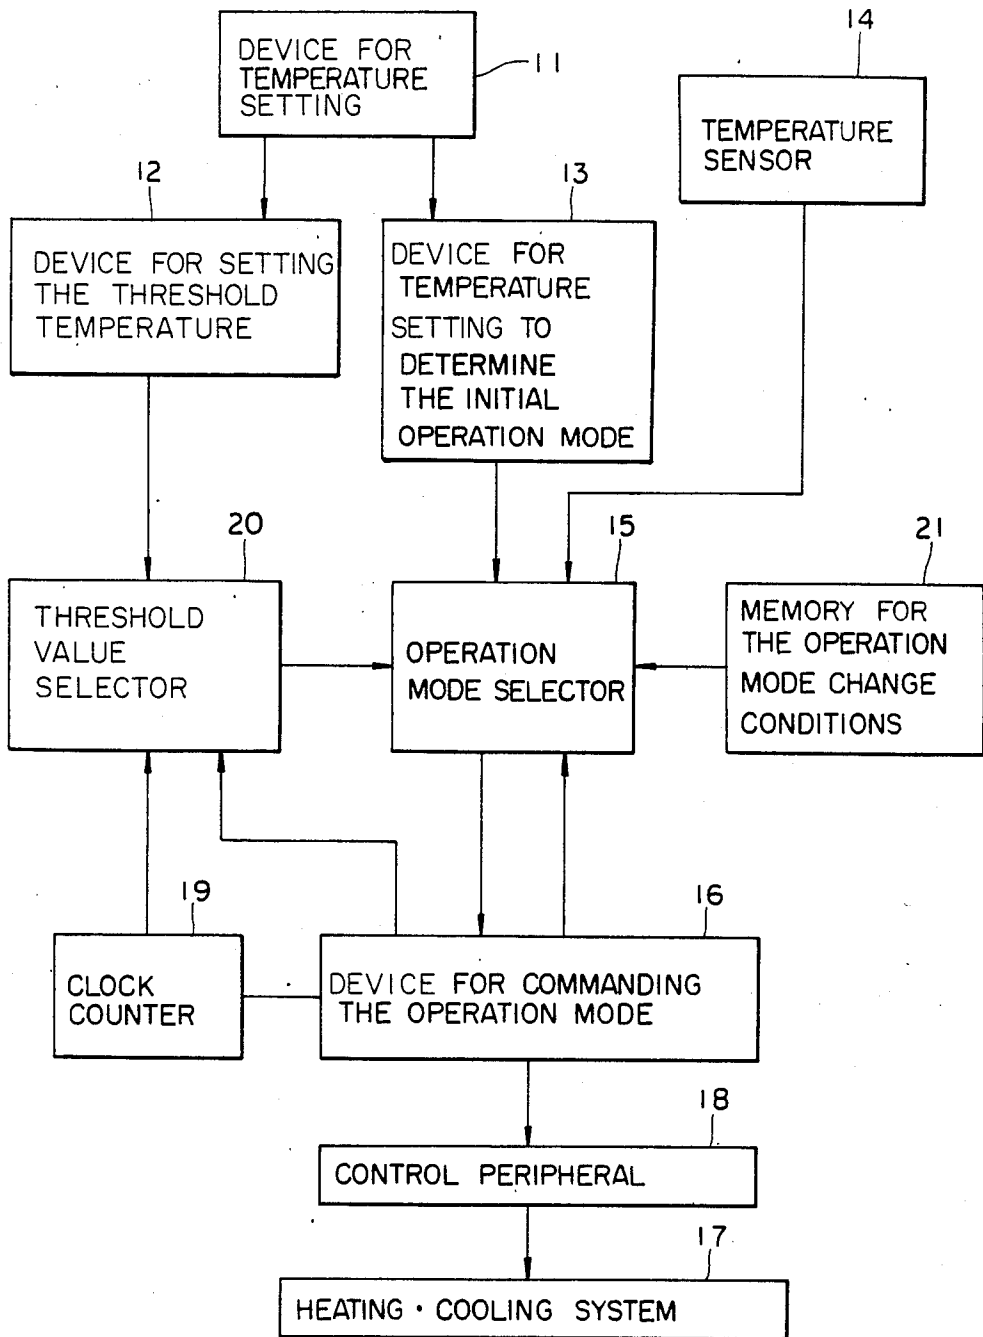 DEVICE FOR
TEMPERATURE
SETTING
11
14
TEMPERATURE
SENSOR
12
DEVICE FOR SETTING
THE THRESHOLD
TEMPERATURE
13
DEVICE FOR
TEMPERATURE
SETTING TO
DETERMINE
THE INITIAL
OPERATION MODE
20
THRESHOLD
VALUE
SELECTOR
15
OPERATION
MODE SELECTOR
21
MEMORY FOR
THE OPERATION
MODE CHANGE
CONDITIONS
19
CLOCK
COUNTER
16
DEVICE FOR COMMANDING
THE OPERATION MODE
18
CONTROL PERIPHERAL
17
HEATING · COOLING SYSTEM